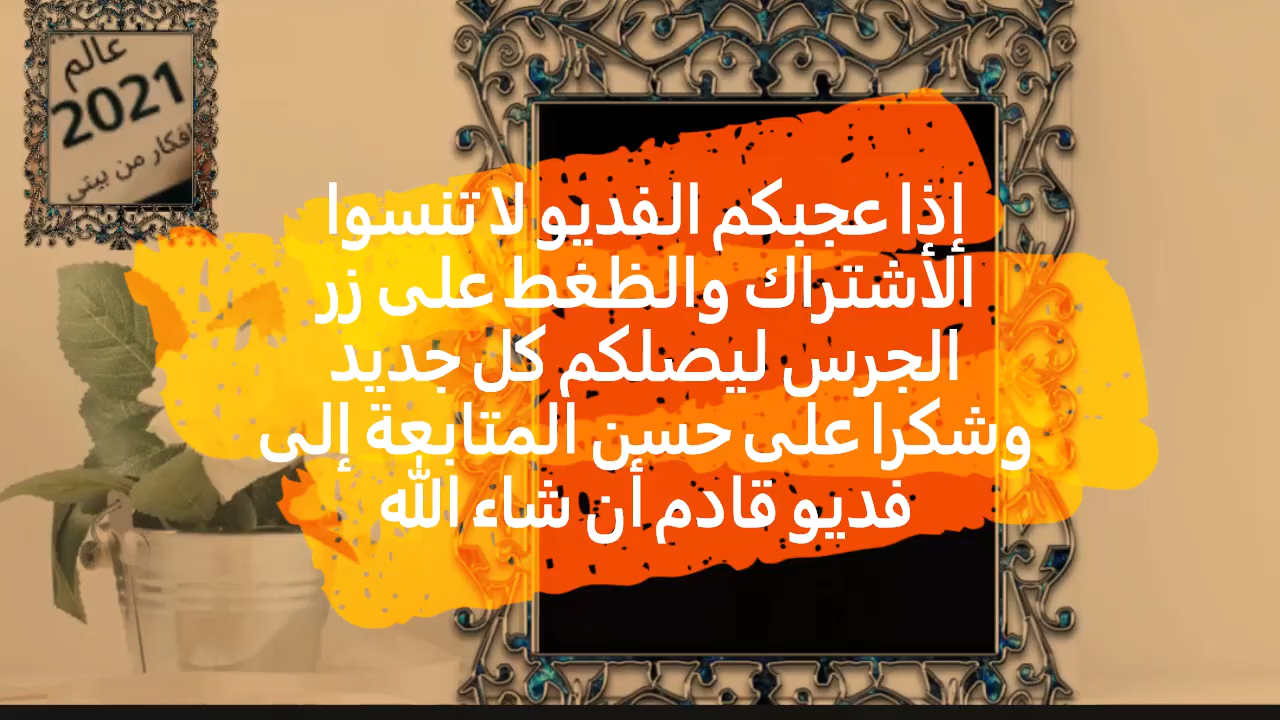 عالم
2021
افكار من بيتي
إذا عجبكم الفديو لا تنسوا
الأشتراك والظغط على زر
الجرس ليصلكم كل جديد
وشكرا على حسن المتابعة إلى
فديو قادم أن شاء الله